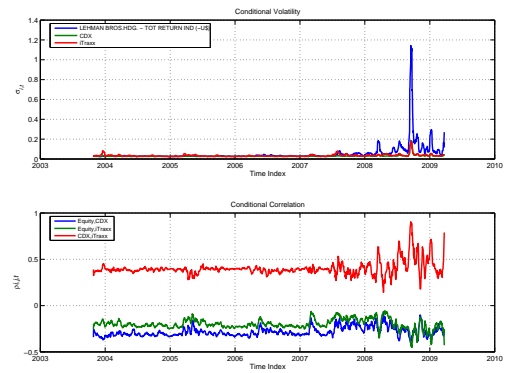 Conditional Volatility
1.4
LEHMAN BROS.HDG. - TOT RETURN IND (~U$)
CDX
iTraxx
1.2
1
0.8
σi,t
0.6
0.4
0.2
0
2003 2004 2005 2006 2007 2008 2009 2010
Time Index
Conditional Correlation
1
Equity,CDX
Equity,iTraxx
CDX,iTraxx
0.5
ρi,j,t
0
−0.5
2003 2004 2005 2006 2007 2008 2009 2010
Time Index